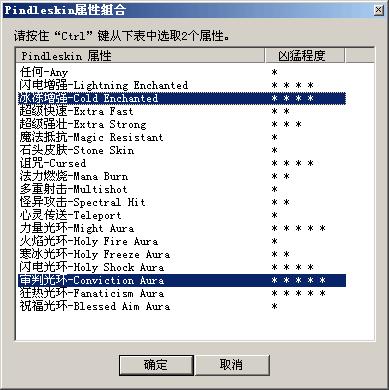 Pindleskin属性组合
请按住“Ctrl”键从下表中选取2个属性。
Pindleskin 属性 凶猛程度
任何-Any *
闪电增强-Lightning Enchanted * * * *
冰冻增强-Cold Enchanted * * * *
超级快速-Extra Fast * *
超级强壮-Extra Strong * * *
魔法抵抗-Magic Resistant *
石头皮肤-Stone Skin *
诅咒-Cursed * * * *
法力燃烧-Mana Burn * *
多重射击-Multishot *
怪异攻击-Spectral Hit * *
心灵传送-Teleport *
力量光环-Might Aura * * * * *
火焰光环-Holy Fire Aura *
寒冰光环-Holy Freeze Aura * *
闪电光环-Holy Shock Aura * * * *
审判光环-Conviction Aura * * * * *
狂热光环-Fanaticism Aura * * * * *
祝福光环-Blessed Aim Aura *
确定 取消